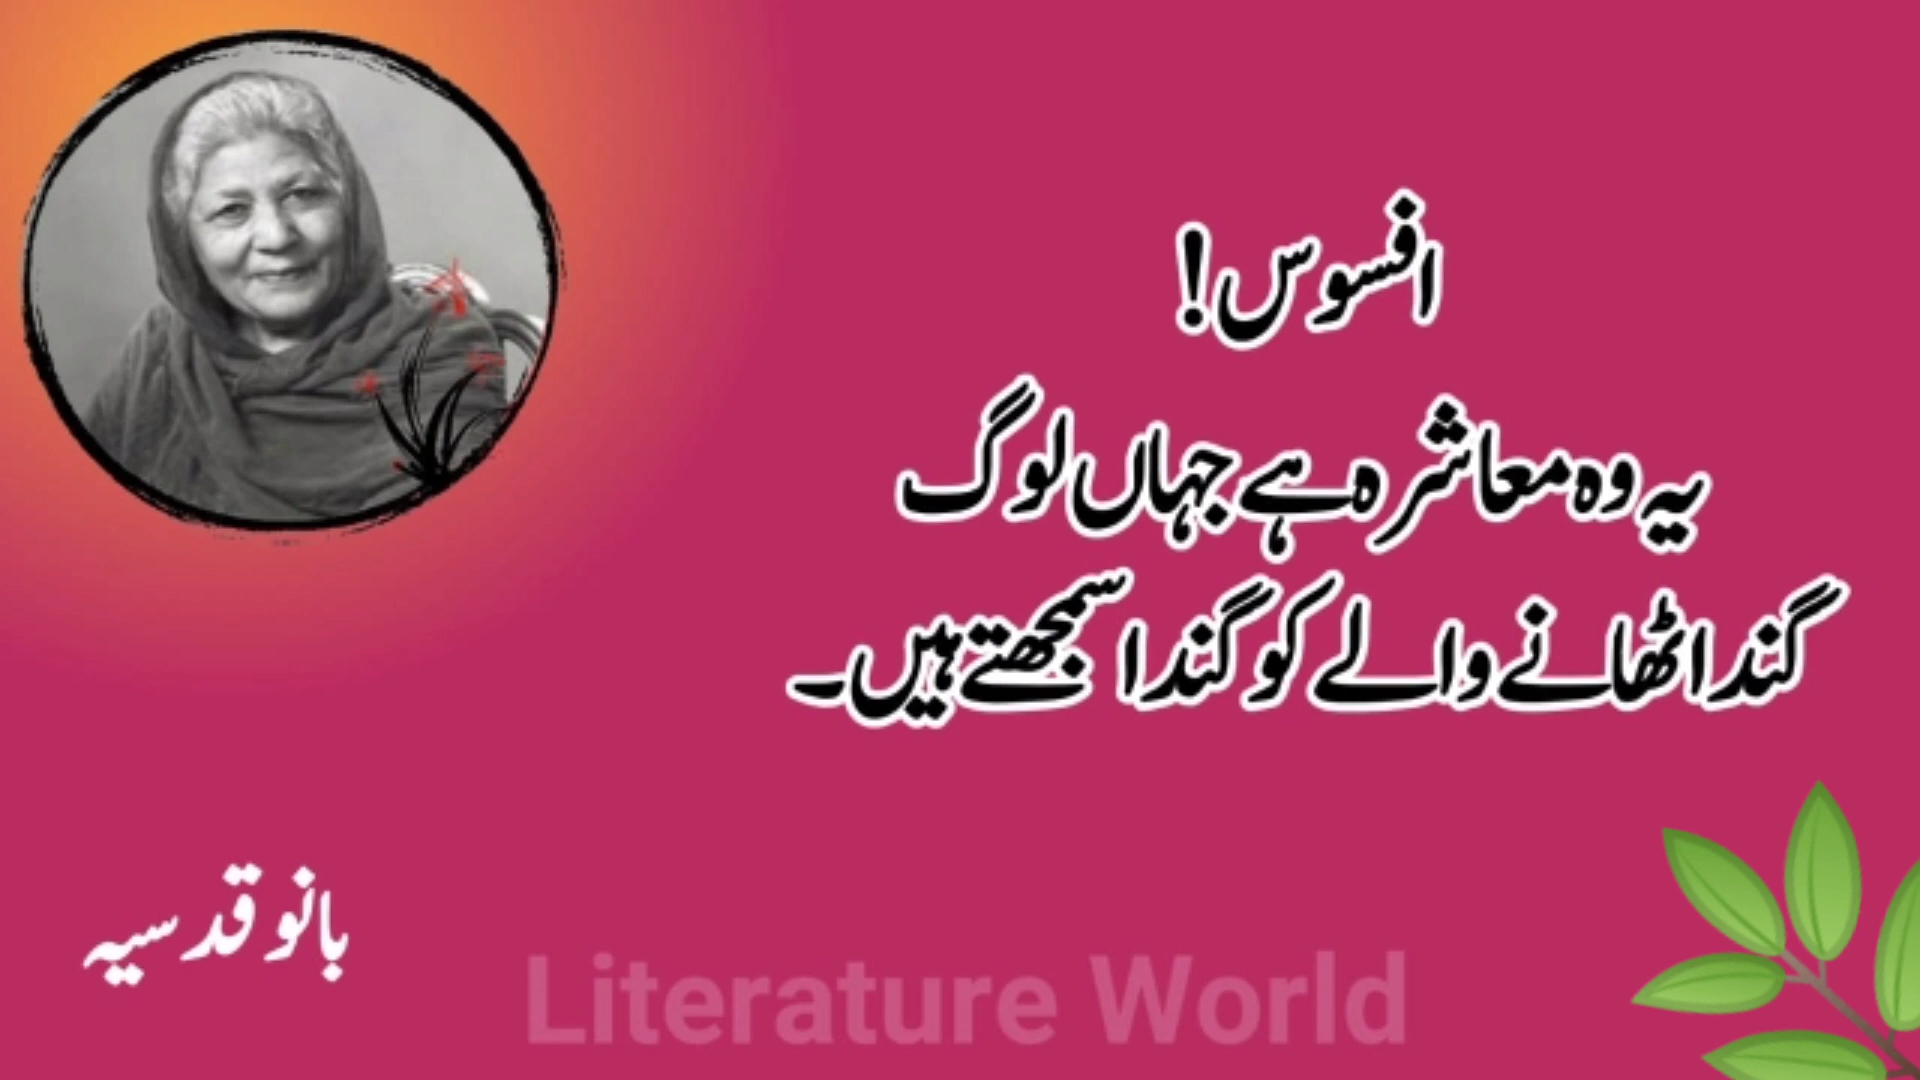 افسوس!
یہ وہ معاشرہ ہے جہاں لوگ
گند اٹھانے والے کو گندا سمجھتے ہیں۔
بانو قدسیہ
Literature World